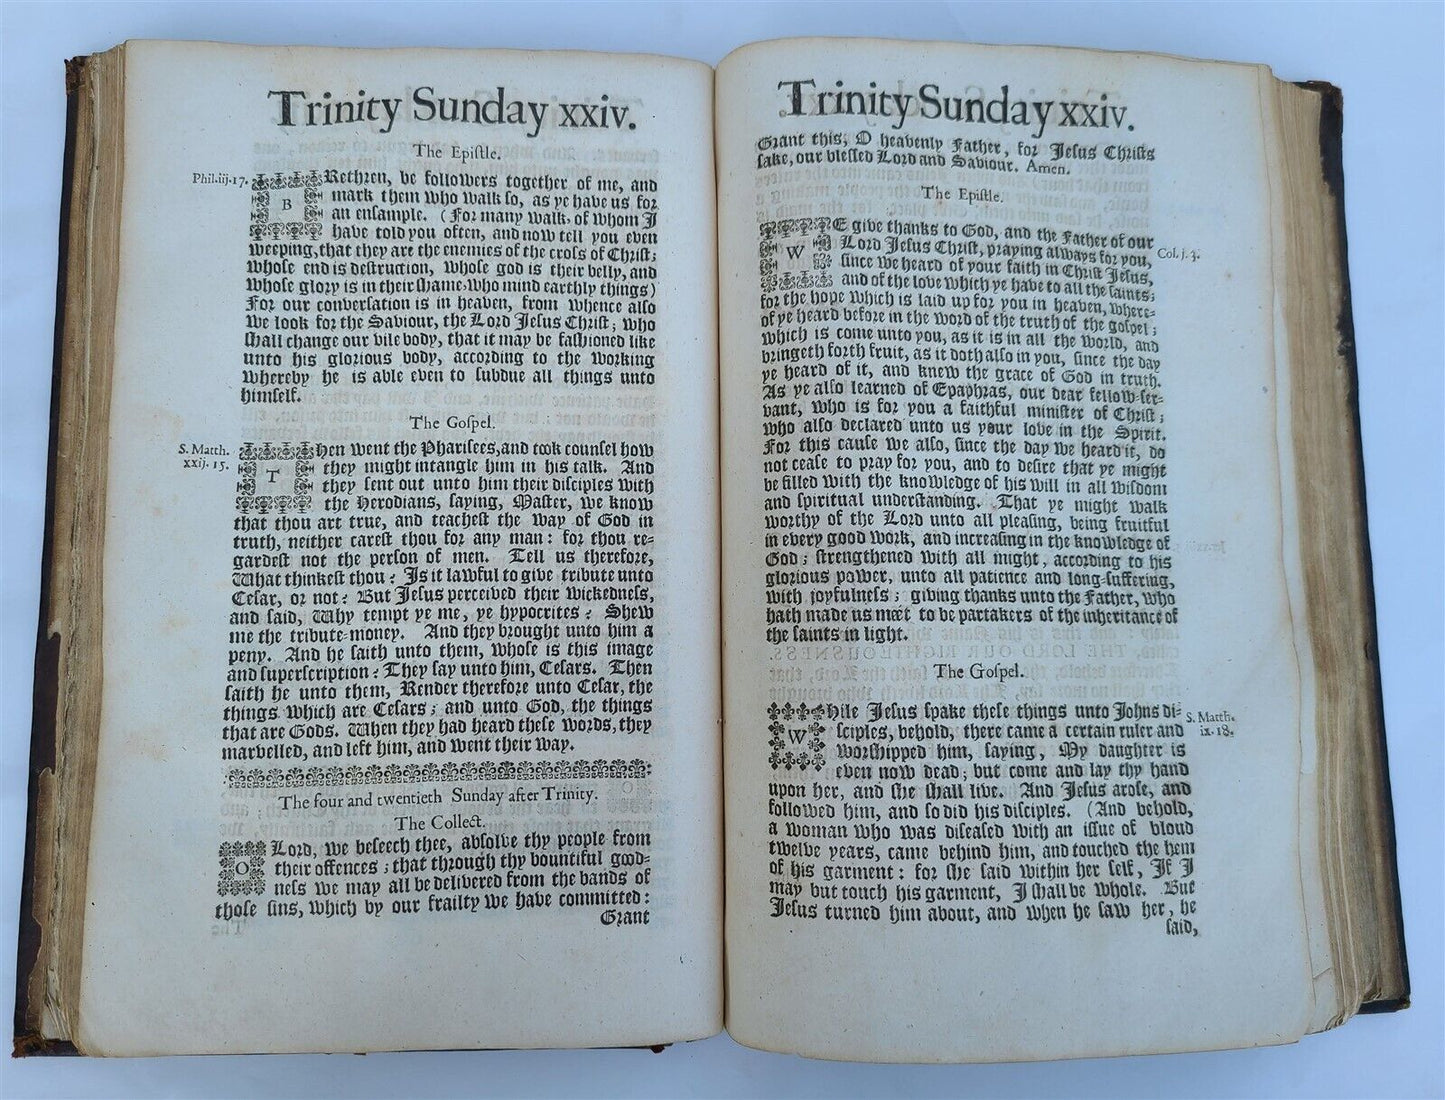 Trinity Sunday xxiv.
The Epistle.
Phil.iij.17.
BRethren, be followers together of me, and
mark them who walk so, as ye have us for
an ensample. (For many walk, of whom I
have told you often, and now tell you even
weeping, that they are the enemies of the cross of Christ;
whose end is destruction, whose god is their belly, and
whose glory is in their shame, who mind earthly things)
For our conversation is in heaven, from whence also
we look for the Saviour, the Lord Jesus Christ; who
shall change our vile body, that it may be fashioned like
unto his glorious body, according to the working
whereby he is able even to subdue all things unto
himself.
The Gospel.
S. Matth.
xxij. 15.
THen went the Pharisees, and took counsel how
they might intangle him in his talk. And
they sent out unto him their disciples with
the Herodians, saying, Master, we know
that thou art true, and teachest the way of God in
truth, neither carest thou for any man: for thou re-
gardest not the person of men. Tell us therefore,
What thinkest thou? Is it lawful to give tribute unto
Cesar, or not? But Jesus perceived their wickedness,
and said, Why tempt ye me, ye hypocrites? Shew
me the tribute-money. And they brought unto him a
peny. And he saith unto them, Whose is this image
and superscription? They say unto him, Cesars. Then
saith he unto them, Render therefore unto Cesar, the
things which are Cesars; and unto God, the things
that are Gods. When they had heard these words, they
marvelled, and left him, and went their way.
The four and twentieth Sunday after Trinity.
The Collect.
O Lord, we beseech thee, absolve thy people from
their offences; that through thy bountiful good-
ness we may all be delivered from the bands of
those sins, which by our frailty we have committed:
Grant
Trinity Sunday xxiv.
Grant this, O heavenly Father, for Jesus Christs
sake, our blessed Lord and Saviour. Amen.
The Epistle.
WE give thanks to God, and the Father of our
Lord Jesus Christ, praying always for you,
Col. j. 3.
since we heard of your faith in Christ Jesus,
and of the love which ye have to all the saints;
for the hope which is laid up for you in heaven, where-
of ye heard before in the word of the truth of the gospel;
which is come unto you, as it is in all the world, and
bringeth forth fruit, as it doth also in you, since the day
ye heard of it, and knew the grace of God in truth.
As ye also learned of Epaphras, our dear fellow-ser-
vant, who is for you a faithful minister of Christ;
who also declared unto us your love in the Spirit.
For this cause we also, since the day we heard it, do
not cease to pray for you, and to desire that ye might
be filled with the knowledge of his will in all wisdom
and spiritual understanding. That ye might walk
worthy of the Lord unto all pleasing, being fruitful
in every good work, and increasing in the knowledge of
God; strengthened with all might, according to his
glorious power, unto all patience and long-suffering,
with joyfulness: giving thanks unto the Father, who
hath made us meet to be partakers of the inheritance of
the saints in light.
The Gospel.
WHile Jesus spake these things unto Johns di-
S. Matth.
ix. 18.
sciples, behold, there came a certain ruler and
worshipped him, saying, My daughter is
even now dead; but come and lay thy hand
upon her, and she shall live. And Jesus arose, and
followed him, and so did his disciples. (And behold,
a woman who was diseased with an issue of bloud
twelve years, came behind him, and touched the hem
of his garment: for she said within her self, If I
may but touch his garment, I shall be whole. But
Jesus turned him about, and when he saw her, he
said,